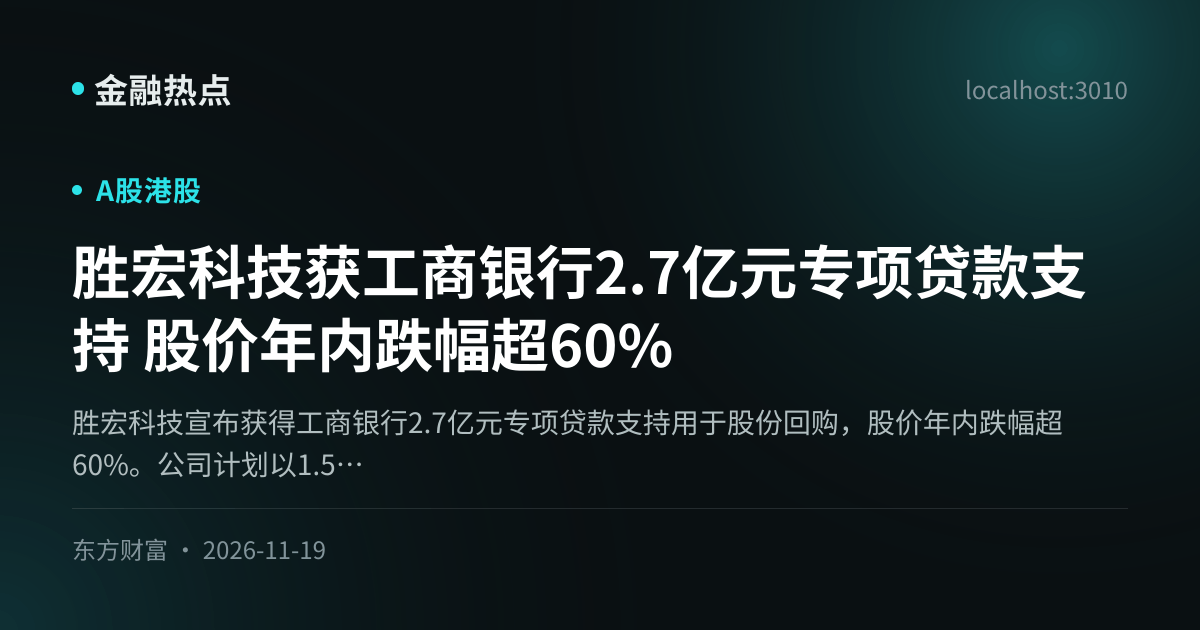 金融热点
localhost:3010
A股港股
胜宏科技获工商银行2.7亿元专项贷款支
持 股价年内跌幅超60%
胜宏科技宣布获得工商银行2.7亿元专项贷款支持用于股份回购，股价年内跌幅超
60%。公司计划以1.5…
东方财富 • 2026-11-19